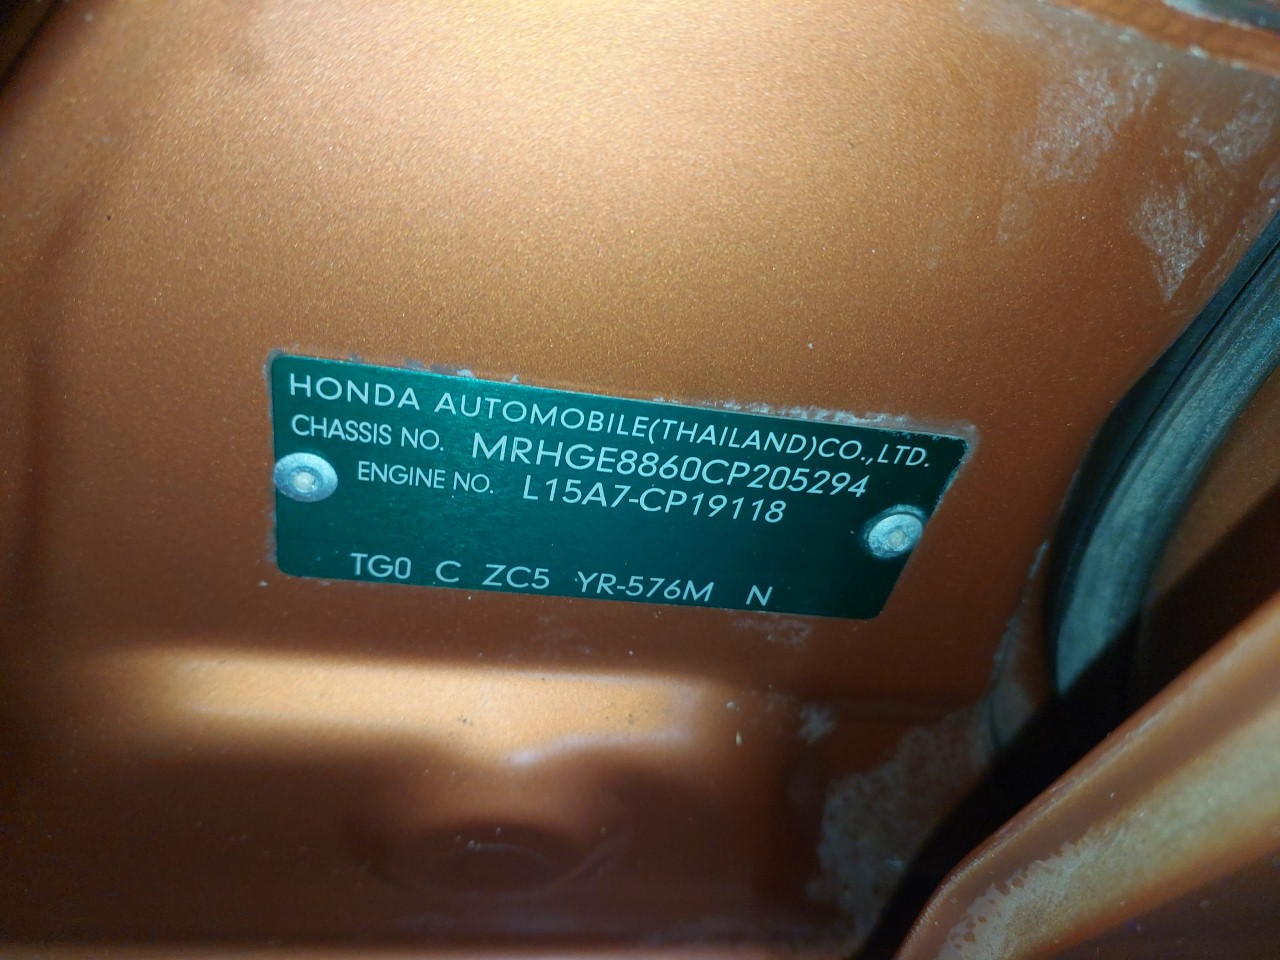 HONDA AUTOMOBILE(THAILAND)CO.,LTD.
CHASSIS NO. MRHGE8860CP205294
ENGINE NO. L15A7-CP19118
TG0 C ZC5 YR-576M N